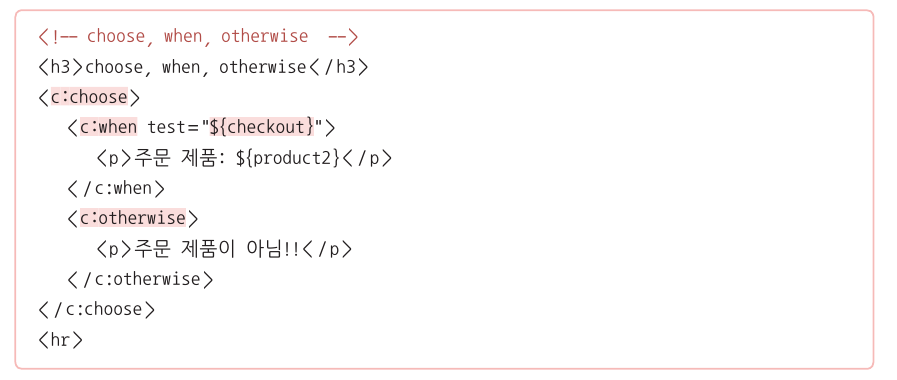 <!-- choose, when, otherwise  -->
<h3>choose, when, otherwise</h3>
<c:choose>
<c:when test="${checkout}">
<p>주문 제품: ${product2}</p>
</c:when>
<c:otherwise>
<p>주문 제품이 아님!!</p>
</c:otherwise>
</c:choose>
<hr>